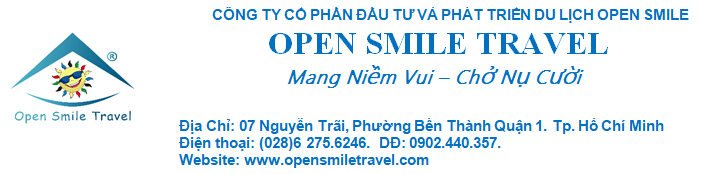 CÔNG TY CỔ PHẦN ĐẦU TƯ VÀ PHÁT TRIỂN DU LỊCH OPEN SMILE
OPEN SMILE TRAVEL
Mang Niềm Vui – Chở Nụ Cười
®
Open Smile Travel
Địa Chỉ: 07 Nguyễn Trãi, Phường Bến Thành Quận 1. Tp. Hồ Chí Minh
Điện thoại: (028)6 275.6246. DĐ: 0902.440.357.
Website: www.opensmiletravel.com